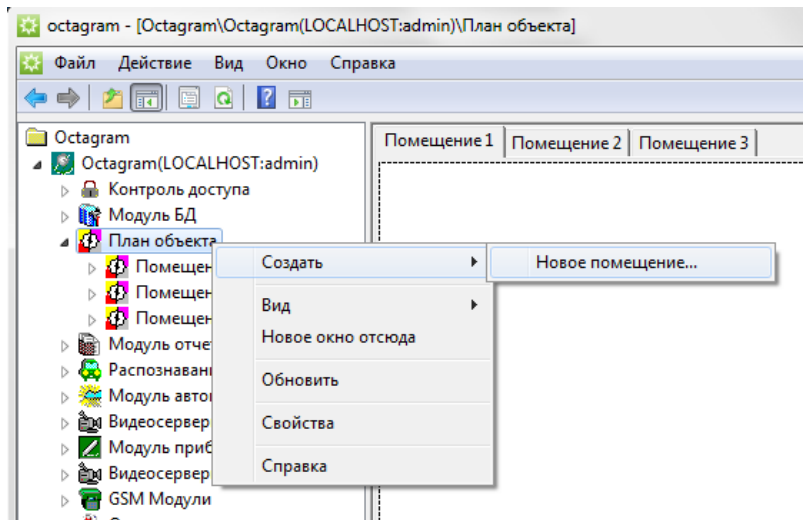 octagram - [Octagram\Octagram(LOCALHOST:admin)\План объекта]
Файл Действие Вид Окно Справка
Octagram
Octagram(LOCALHOST:admin)
Контроль доступа
Модуль БД
План объекта
Помещен
Помещен
Помещен
Модуль отче
Распознавани
Модуль авто
Видеосервер
Модуль приб
Видеосервер
GSM Модули
Помещение 1 Помещение 2 Помещение 3
Создать
Вид
Новое окно отсюда
Обновить
Свойства
Справка
Новое помещение...